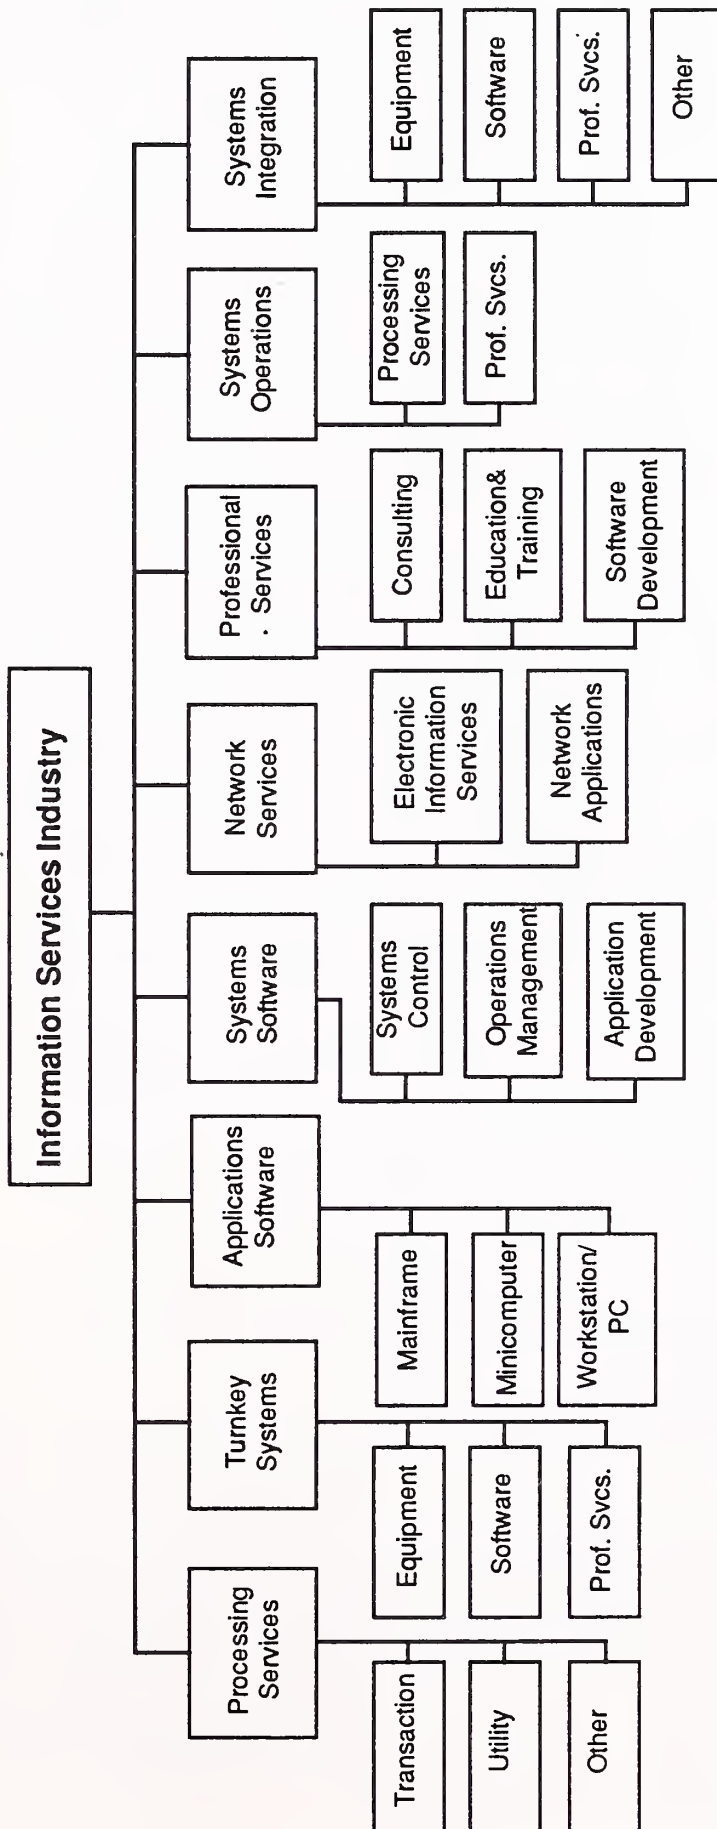 Information Services Industry
Processing
Services
Transaction
Utility
Other
Turnkey
Systems
Equipment
Software
Prof. Svcs.
Applications
Software
Mainframe
Minicomputer
Workstation/
PC
Systems
Software
Systems
Control
Operations
Management
Application
Development
Network
Services
Electronic
Information
Services
Network
Applications
Professional
Services
Consulting
Education&
Training
Software
Development
Systems
Operations
Processing
Services
Prof. Svcs.
Systems
Integration
Equipment
Software
Prof. Svcs.
Other